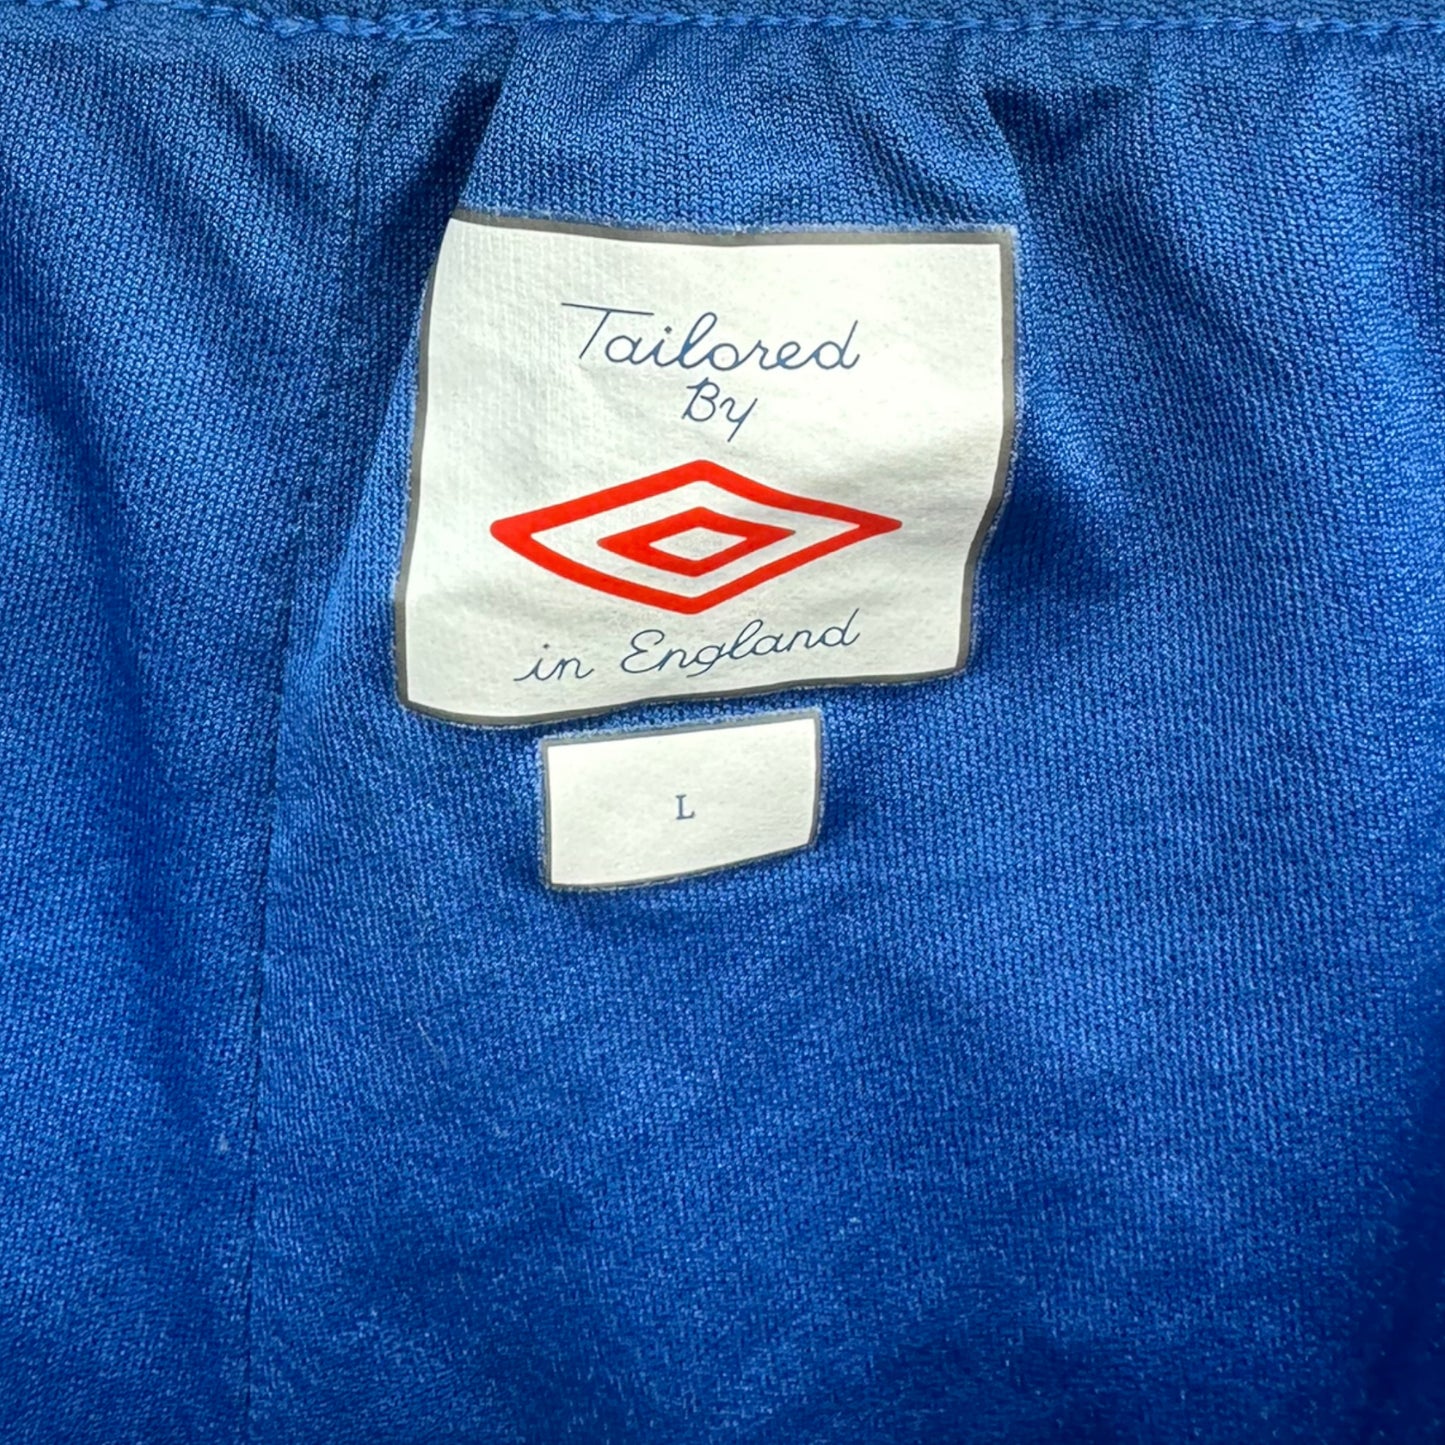 Tailored
By
in England
L